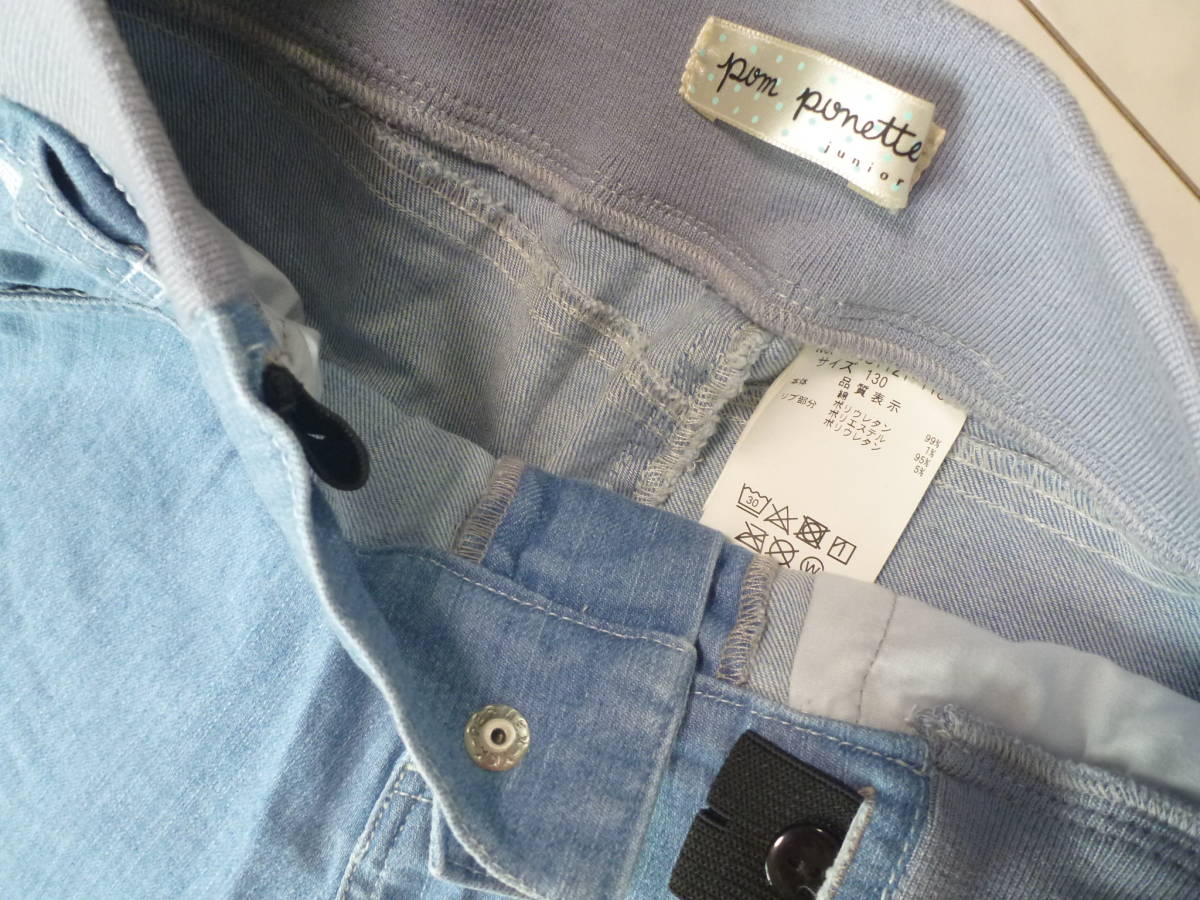 pom ponette
junior
サイズ 130
品質表示
本体 綿 99%
ポリウレタン 1%
リブ部分 ポリエステル 95%
ポリウレタン 5%
30
W